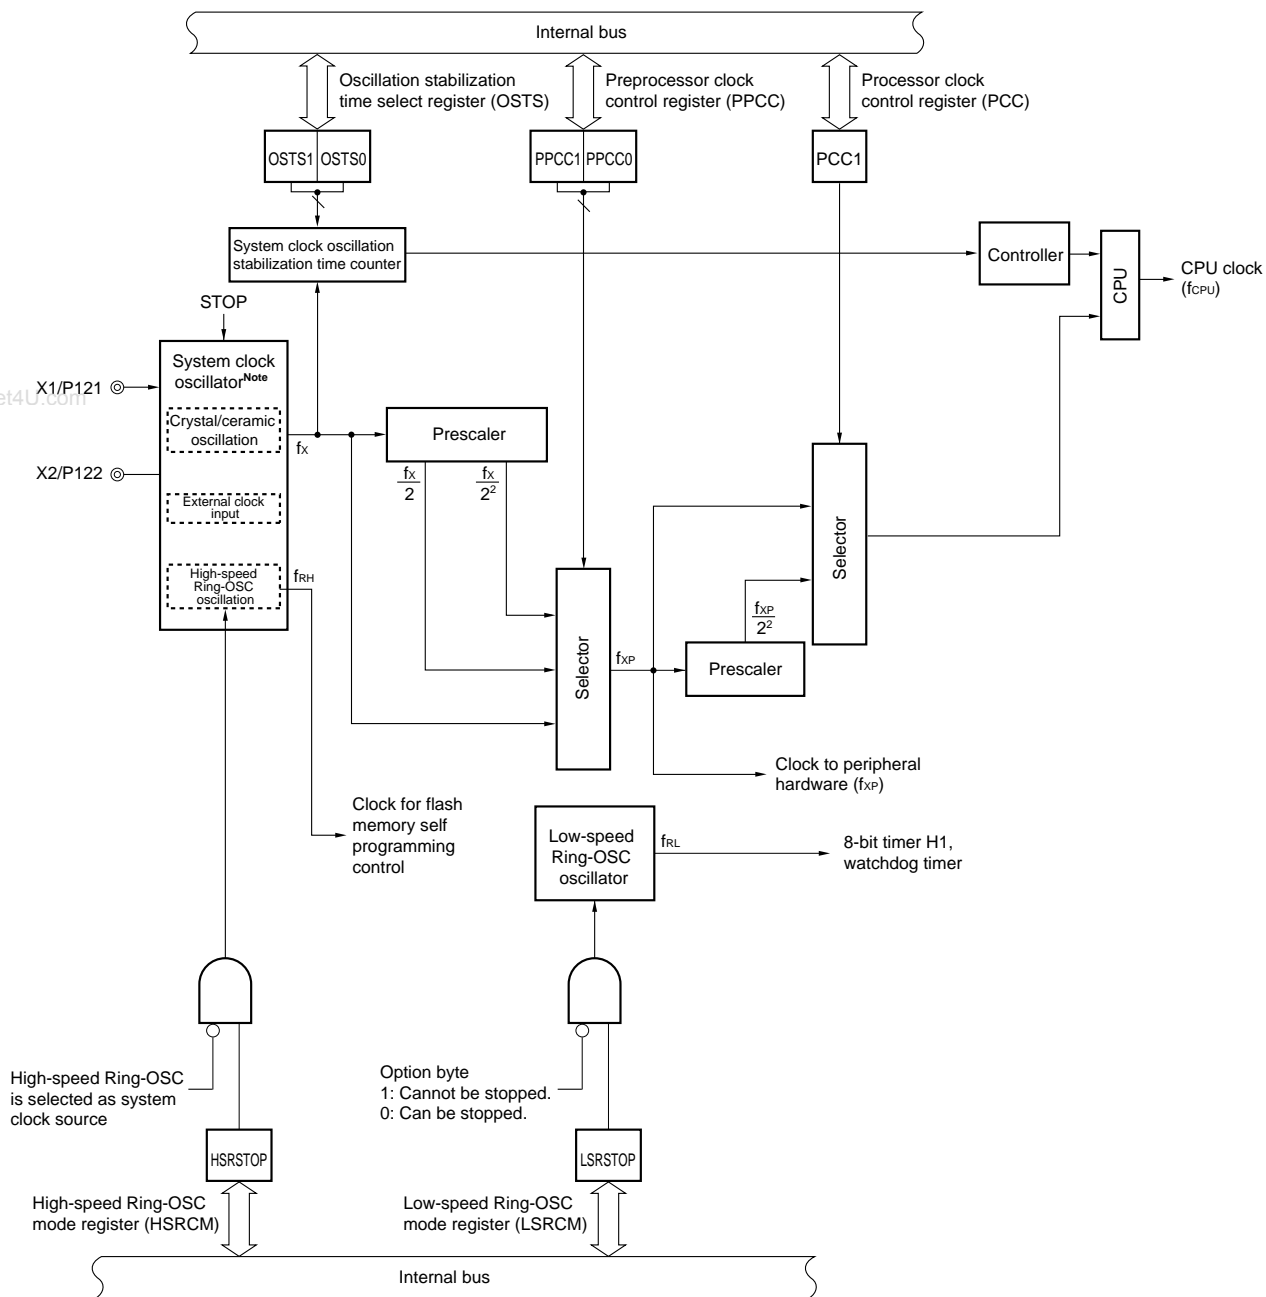 Internal bus
Oscillation stabilization
time select register (OSTS)
Preprocessor clock
control register (PPCC)
Processor clock
control register (PCC)
OSTS1 OSTS0
PPCC1 PPCC0
PCC1
System clock oscillation
stabilization time counter
Controller
CPU
CPU clock
(fCPU)
STOP
System clock
oscillatorNote
X1/P121
et4U.com
Crystal/ceramic
oscillation
fX
Prescaler
X2/P122
fX
2
fX
2²
External clock
input
Selector
High-speed
Ring-OSC
oscillation
fRH
fXP
2²
Selector
fXP
Prescaler
Clock to peripheral
hardware (fXP)
Clock for flash
memory self
programming
control
Low-speed
Ring-OSC
oscillator
fRL
8-bit timer H1,
watchdog timer
High-speed Ring-OSC
is selected as system
clock source
Option byte
1: Cannot be stopped.
0: Can be stopped.
HSRSTOP
LSRSTOP
High-speed Ring-OSC
mode register (HSRCM)
Low-speed Ring-OSC
mode register (LSRCM)
Internal bus